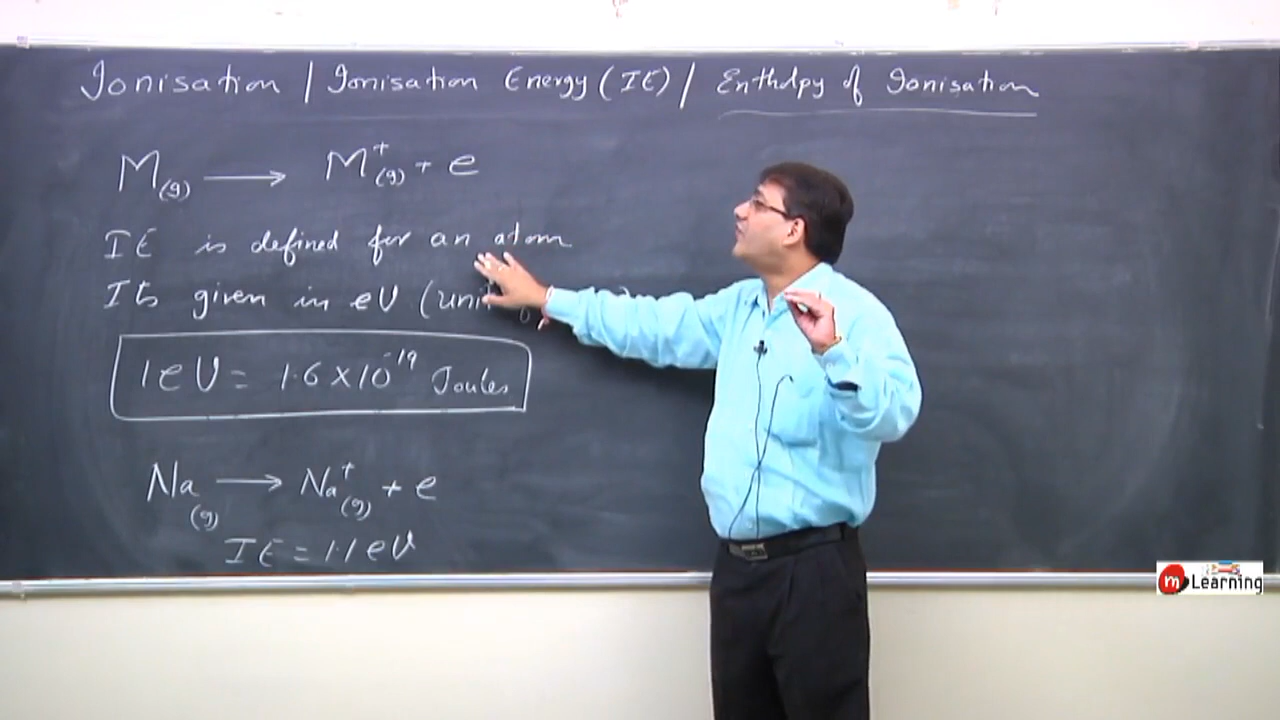 Ionisation / Ionisation Energy (IE) / Enthalpy of Ionisation
M(g) ⟶ M⁺(g) + e
IE is defined for an atom
Its given in eV (unit
1 eV = 1.6 × 10⁻¹⁹ Joules
Na(g) ⟶ Na⁺(g) + e
IE = 1.1 eV
m Learning